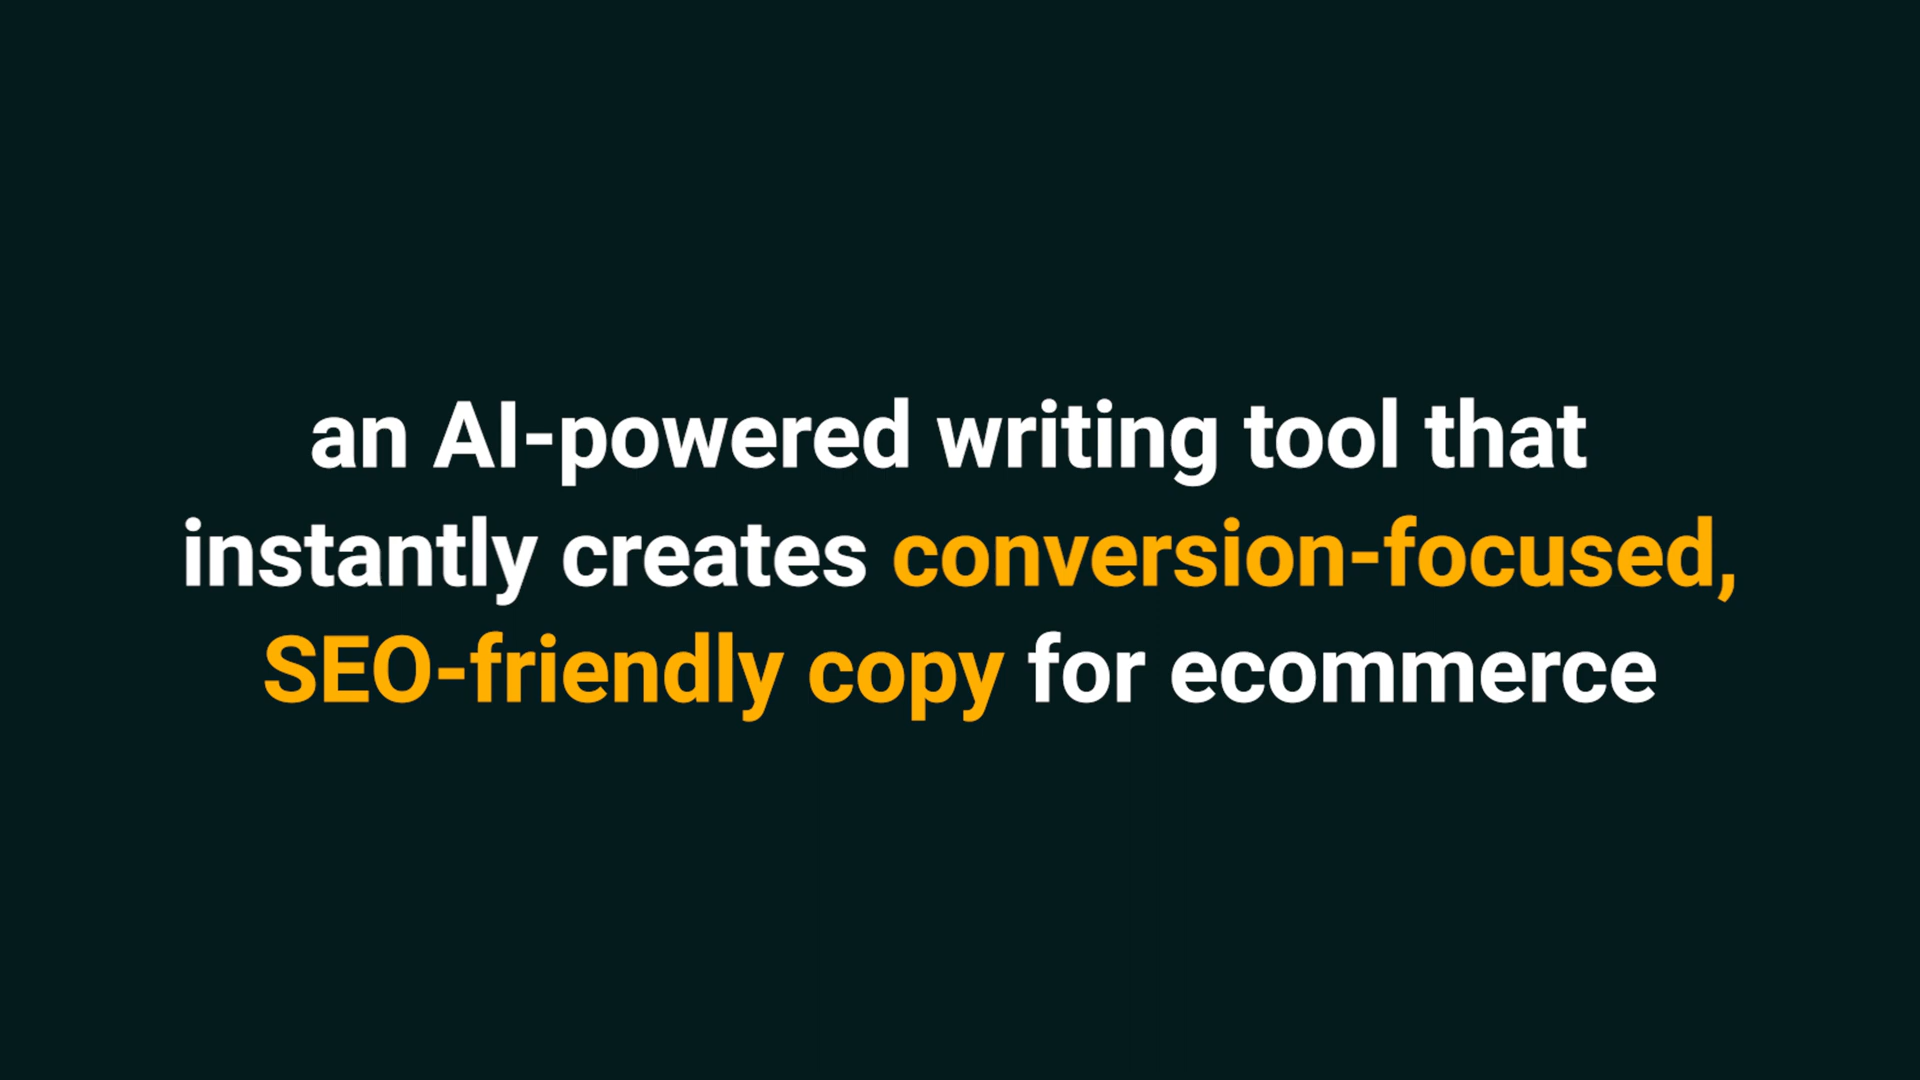 an AI-powered writing tool that
instantly creates conversion-focused,
SEO-friendly copy for ecommerce